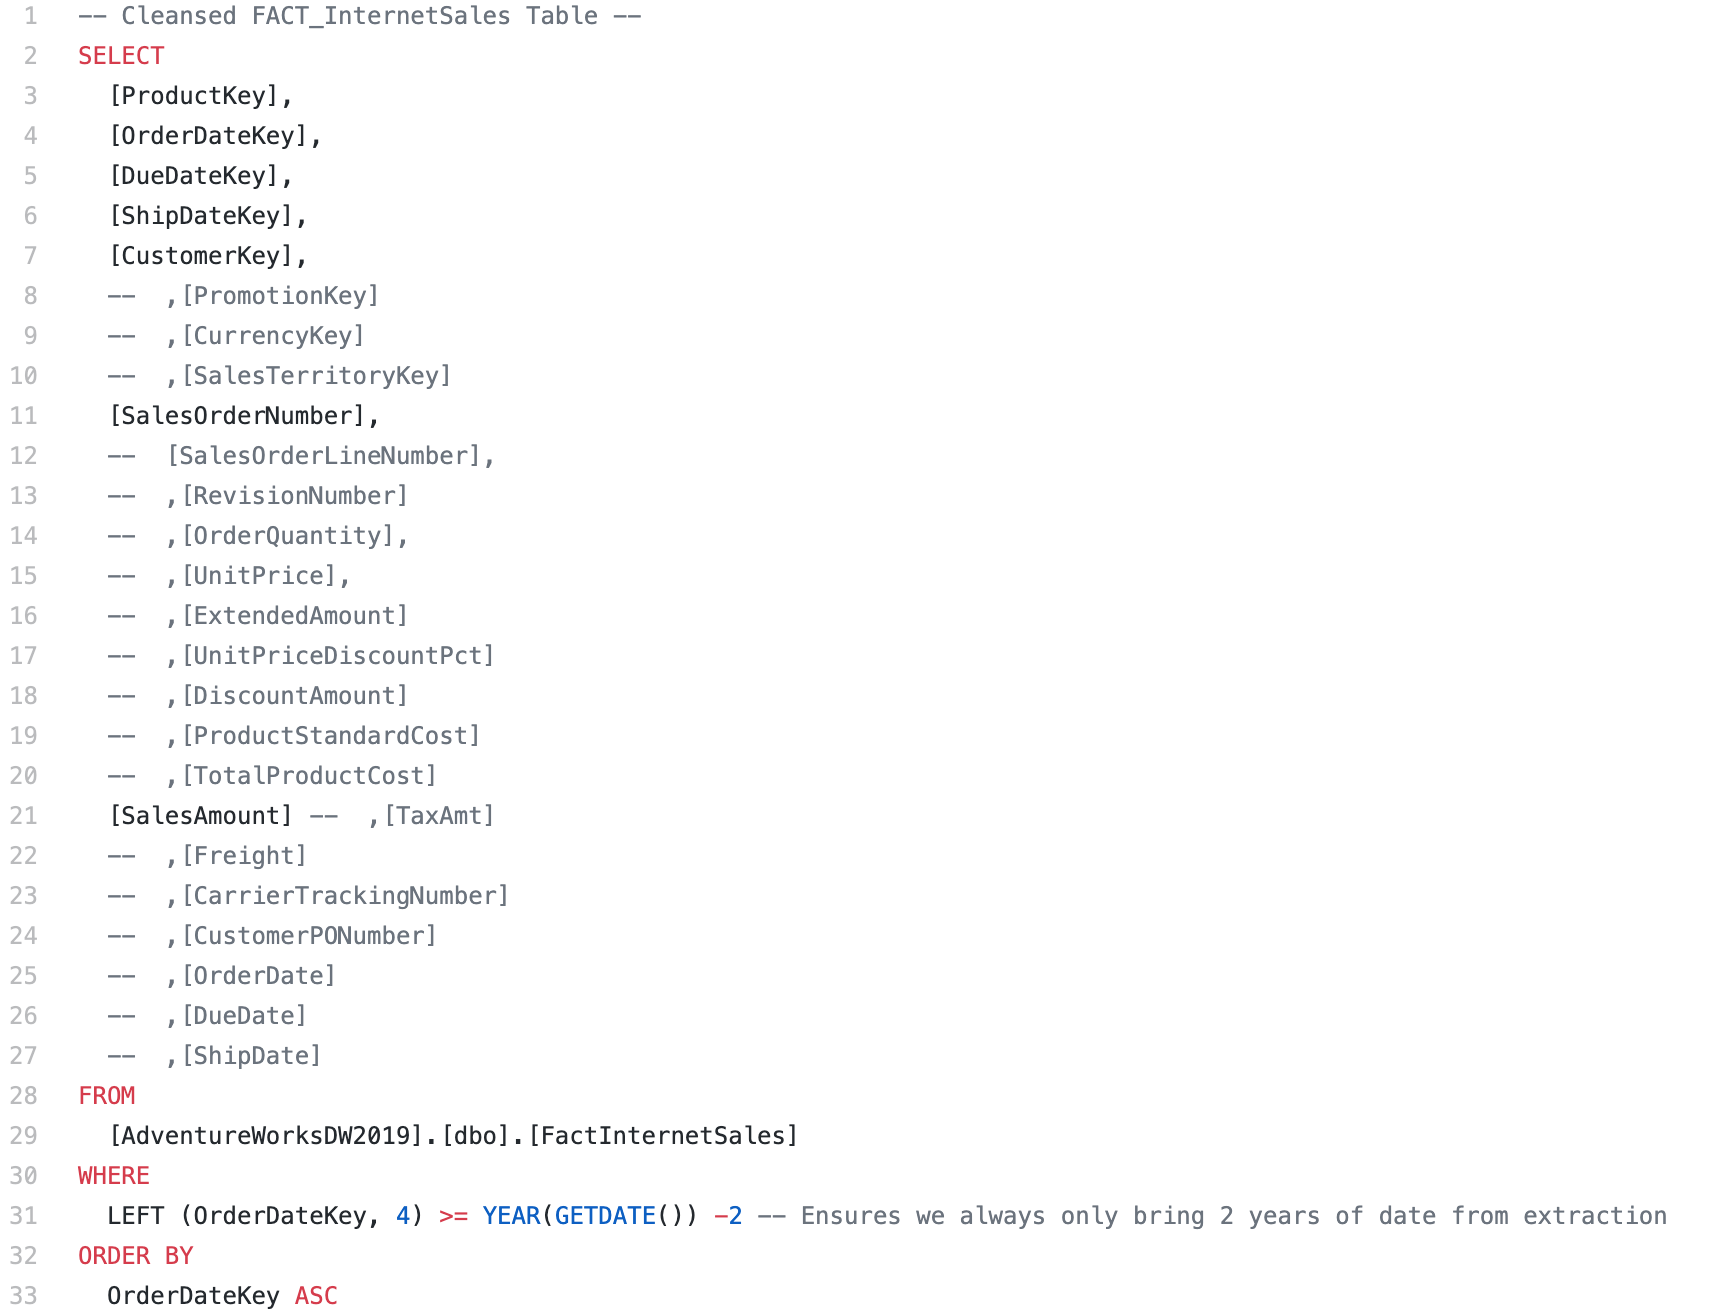 1 -- Cleansed FACT_InternetSales Table --
2 SELECT
3   [ProductKey],
4   [OrderDateKey],
5   [DueDateKey],
6   [ShipDateKey],
7   [CustomerKey],
8   --  ,[PromotionKey]
9   --  ,[CurrencyKey]
10   --  ,[SalesTerritoryKey]
11   [SalesOrderNumber],
12   --  [SalesOrderLineNumber],
13   --  ,[RevisionNumber]
14   --  ,[OrderQuantity],
15   --  ,[UnitPrice],
16   --  ,[ExtendedAmount]
17   --  ,[UnitPriceDiscountPct]
18   --  ,[DiscountAmount]
19   --  ,[ProductStandardCost]
20   --  ,[TotalProductCost]
21   [SalesAmount] --  ,[TaxAmt]
22   --  ,[Freight]
23   --  ,[CarrierTrackingNumber]
24   --  ,[CustomerPONumber]
25   --  ,[OrderDate]
26   --  ,[DueDate]
27   --  ,[ShipDate]
28 FROM
29   [AdventureWorksDW2019].[dbo].[FactInternetSales]
30 WHERE
31   LEFT (OrderDateKey, 4) >= YEAR(GETDATE()) -2 -- Ensures we always only bring 2 years of date from extraction
32 ORDER BY
33   OrderDateKey ASC